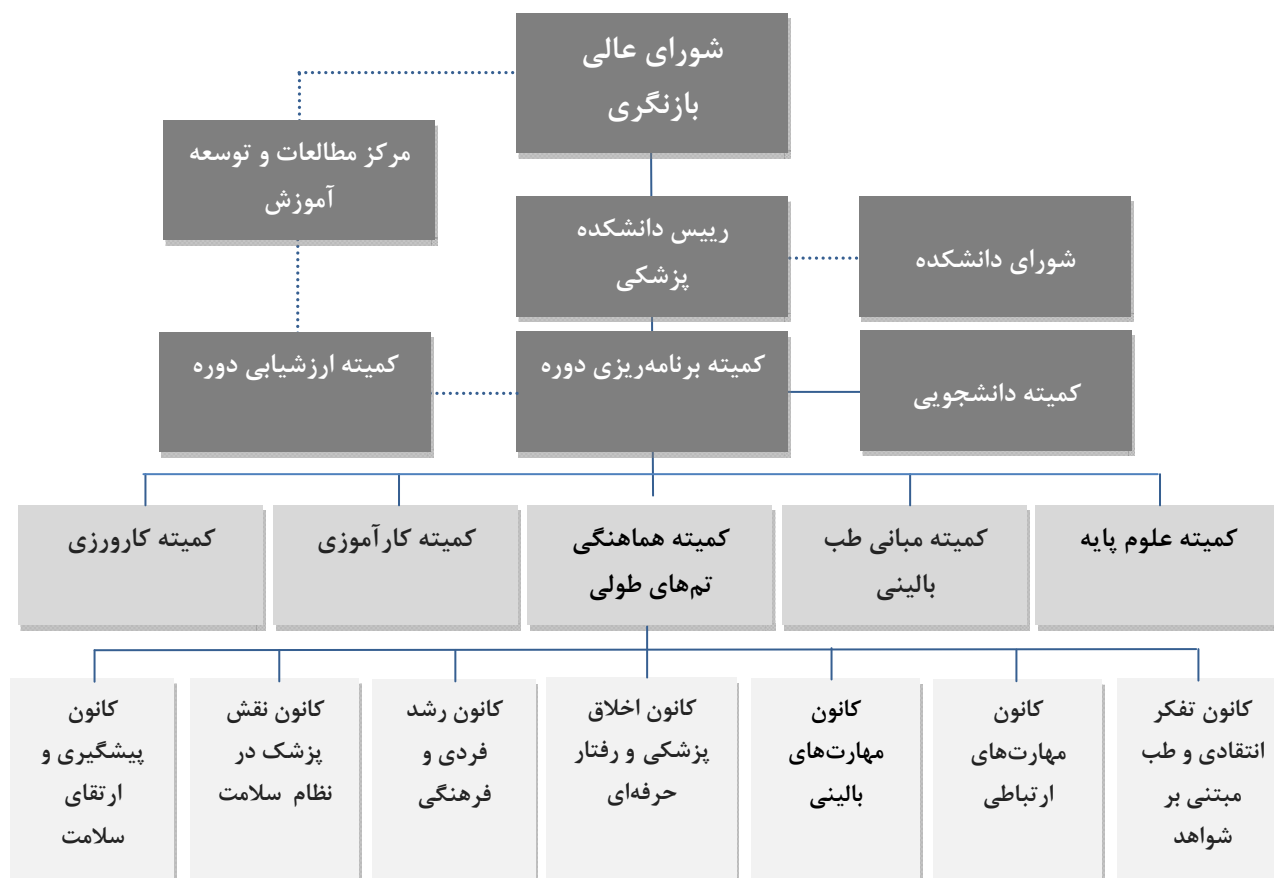 شورای عالی
بازنگری
مرکز مطالعات و توسعه
آموزش
رییس دانشکده
پزشکی
شورای دانشکده
کمیته دانشجویی
کمیته برنامه‌ریزی دوره
کمیته ارزشیابی دوره
کمیته علوم پایه
کمیته مبانی طب
بالینی
کمیته هماهنگی
تم‌های طولی
کمیته کارآموزی
کمیته کارورزی
کانون تفکر
انتقادی و طب
مبتنی بر
شواهد
کانون
مهارت‌های
ارتباطی
کانون
مهارت‌های
بالینی
کانون اخلاق
پزشکی و رفتار
حرفه‌ای
کانون رشد
فردی و
فرهنگی
کانون نقش
پزشک در
نظام سلامت
کانون
پیشگیری و
ارتقای
سلامت